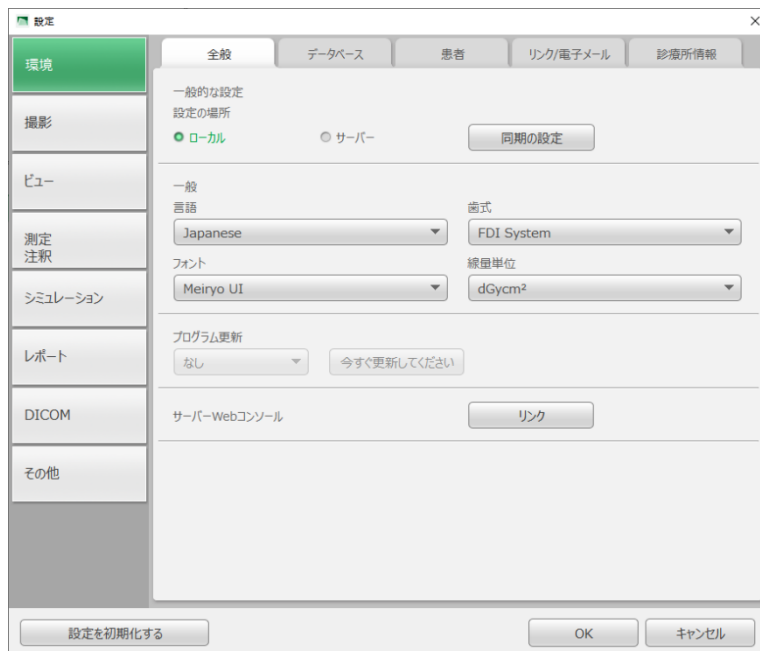 設定
環境
撮影
ビュー
測定
注釈
シミュレーション
レポート
DICOM
その他
全般
データベース
患者
リンク/電子メール
診療所情報
一般的な設定
設定の場所
ローカル
サーバー
同期の設定
一般
言語
歯式
Japanese
FDI System
フォント
線量単位
Meiryo UI
dGycm²
プログラム更新
なし
今すぐ更新してください
サーバーWebコンソール
リンク
設定を初期化する
OK
キャンセル